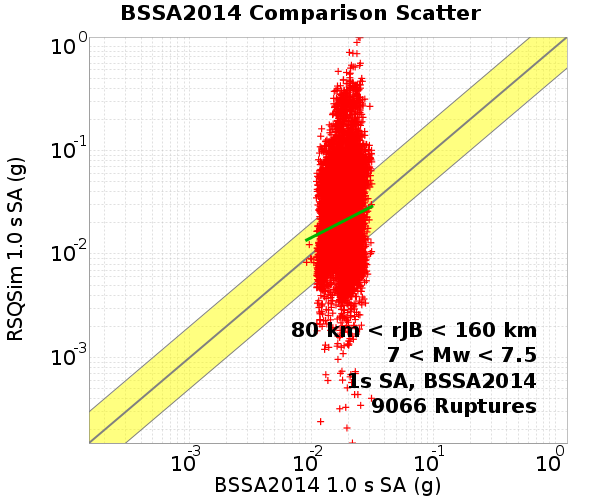 BSSA2014 Comparison Scatter
RSQSim 1.0 s SA (g)
10^0
10^-1
10^-2
10^-3
80 km < rJB < 160 km
7 < Mw < 7.5
1s SA, BSSA2014
9066 Ruptures
10^-3 10^-2 10^-1 10^0
BSSA2014 1.0 s SA (g)